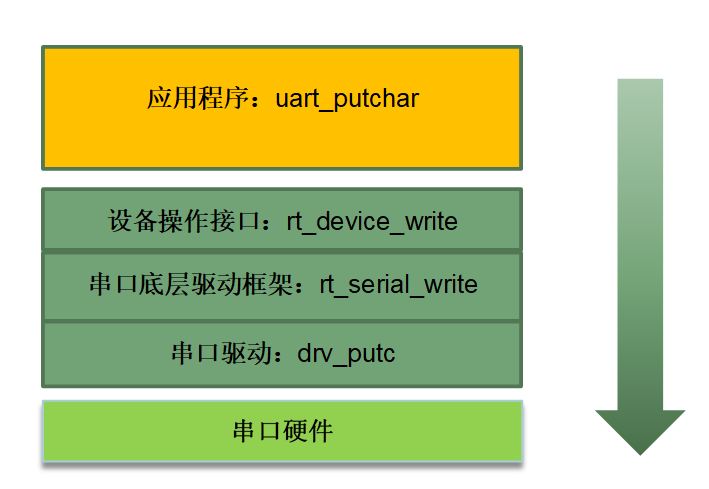 应用程序：uart_putchar
设备操作接口：rt_device_write
串口底层驱动框架：rt_serial_write
串口驱动：drv_putc
串口硬件